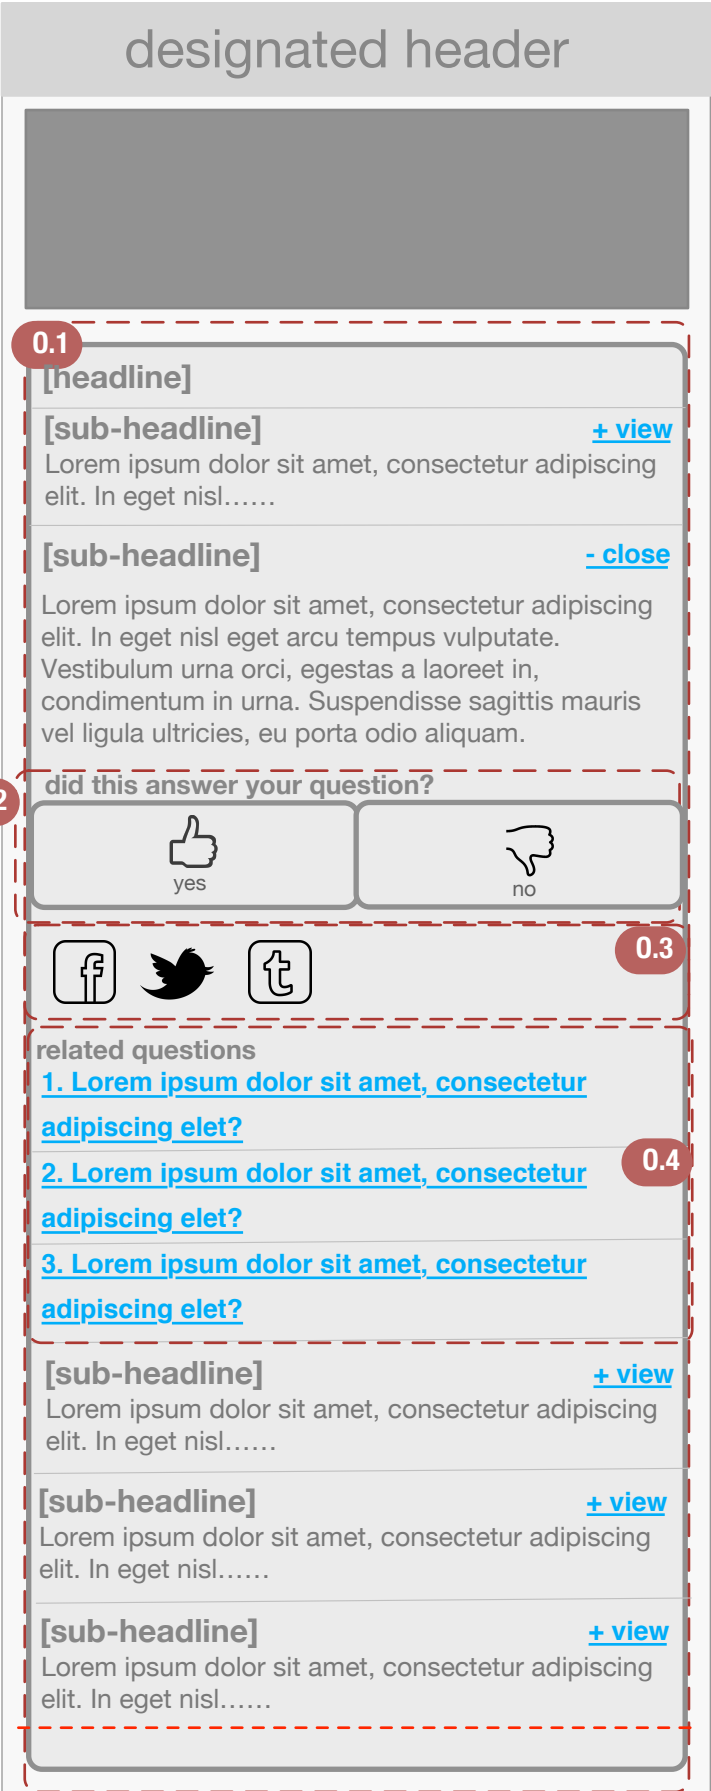 designated header
0.1
[headline]
[sub-headline] + view
Lorem ipsum dolor sit amet, consectetur adipiscing
elit. In eget nisl……
[sub-headline] - close
Lorem ipsum dolor sit amet, consectetur adipiscing
elit. In eget nisl eget arcu tempus vulputate.
Vestibulum urna orci, egestas a laoreet in,
condimentum in urna. Suspendisse sagittis mauris
vel ligula ultricies, eu porta odio aliquam.
did this answer your question?
2
yes no
f t
0.3
related questions
1. Lorem ipsum dolor sit amet, consectetur
adipiscing elet?
0.4
2. Lorem ipsum dolor sit amet, consectetur
adipiscing elet?
3. Lorem ipsum dolor sit amet, consectetur
adipiscing elet?
[sub-headline] + view
Lorem ipsum dolor sit amet, consectetur adipiscing
elit. In eget nisl……
[sub-headline] + view
Lorem ipsum dolor sit amet, consectetur adipiscing
elit. In eget nisl……
[sub-headline] + view
Lorem ipsum dolor sit amet, consectetur adipiscing
elit. In eget nisl……